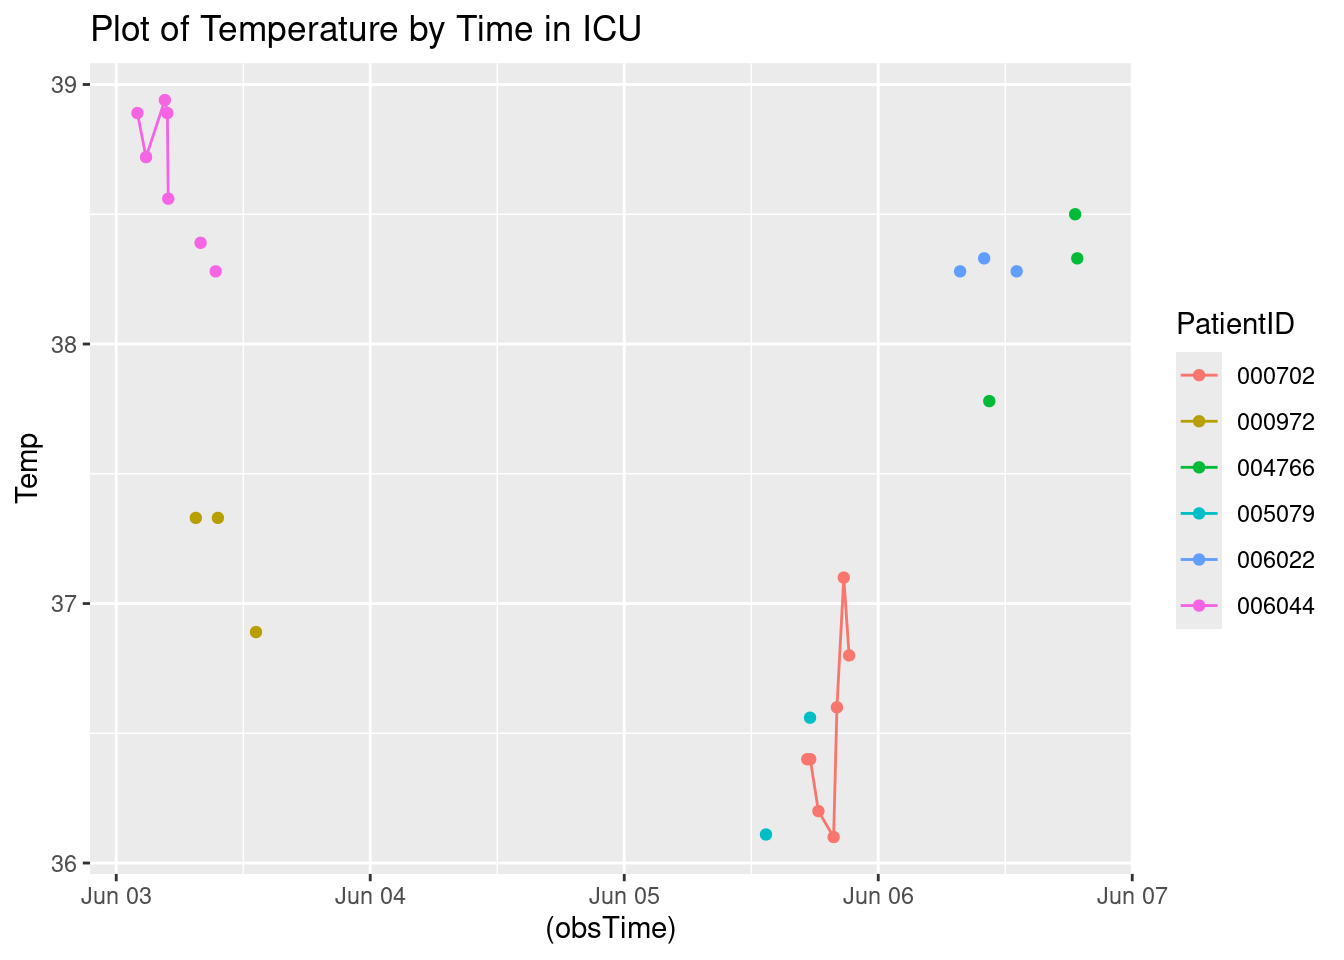 Plot of Temperature by Time in ICU
39
38
37
36
Temp
Jun 03 Jun 04 Jun 05 Jun 06 Jun 07
(obsTime)
PatientID
000702
000972
004766
005079
006022
006044